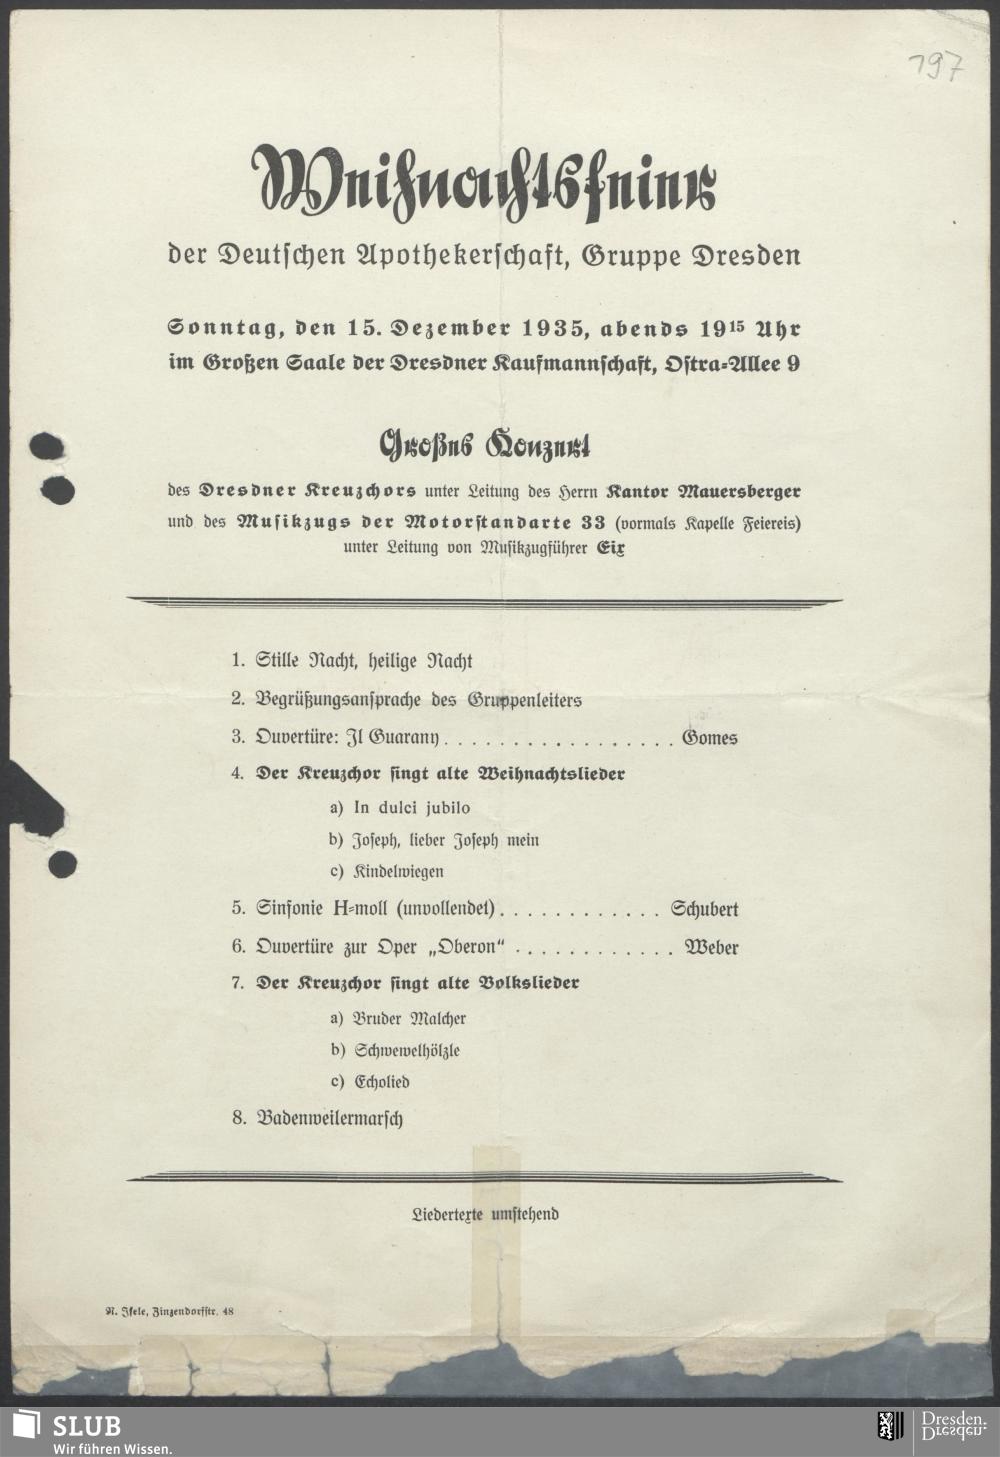 197
Weihnachtsfeier
der Deutschen Apothekerschaft, Gruppe Dresden
Sonntag, den 15. Dezember 1935, abends 19¹⁵ Uhr
im Großen Saale der Dresdner Kaufmannschaft, Ostra-Allee 9
Großes Konzert
des Dresdner Kreuzchors unter Leitung des Herrn Kantor Mauersberger
und des Musikzugs der Motorstandarte 33 (vormals Kapelle Feiereis)
unter Leitung von Musikzugführer Eix
1. Stille Nacht, heilige Nacht
2. Begrüßungsansprache des Gruppenleiters
3. Ouvertüre: Il Guarany . . . . . . . . . . . . . . . . . Gomes
4. Der Kreuzchor singt alte Weihnachtslieder
a) In dulci jubilo
b) Joseph, lieber Joseph mein
c) Kindelwiegen
5. Sinfonie H-moll (unvollendet) . . . . . . . . . . . . Schubert
6. Ouvertüre zur Oper „Oberon“ . . . . . . . . . . . . Weber
7. Der Kreuzchor singt alte Volkslieder
a) Bruder Malcher
b) Schwewelhölzle
c) Echolied
8. Badenweilermarsch
Liedertexte umstehend
R. Isele, Zinzendorfstr. 48
SLUB
Wir führen Wissen.
Dresden.
Dresden.